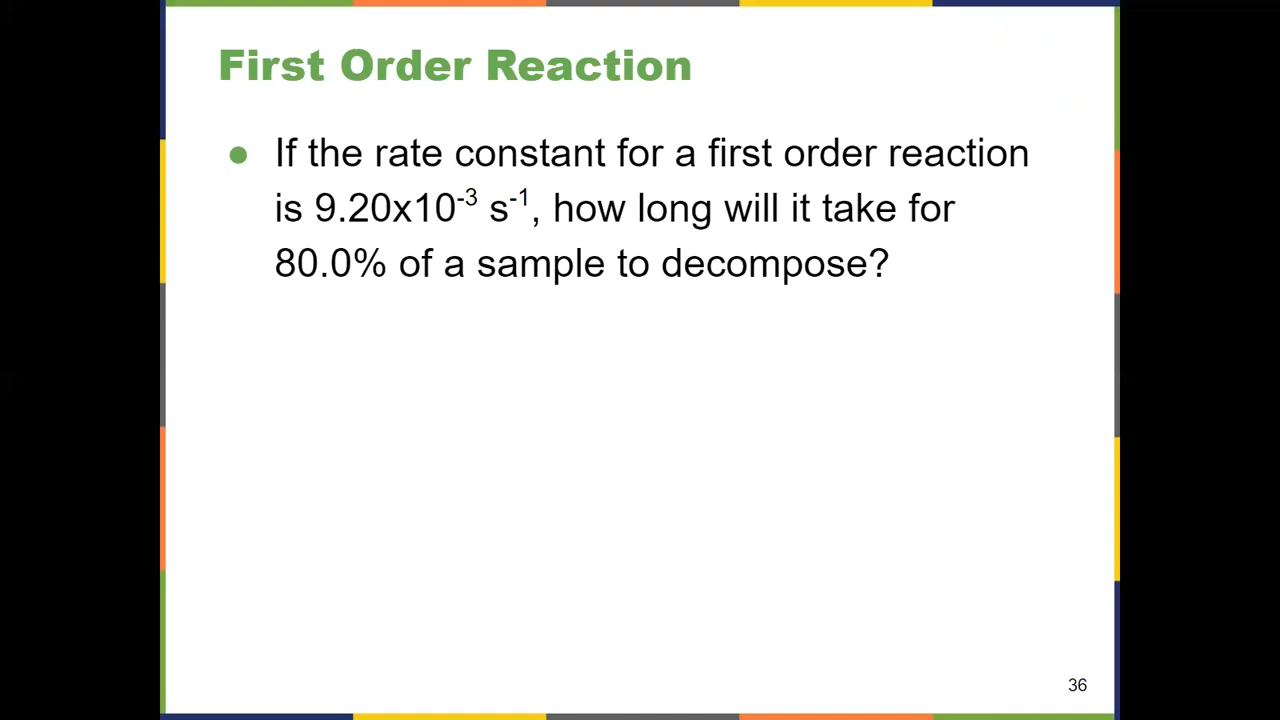 First Order Reaction
● If the rate constant for a first order reaction
is 9.20x10⁻³ s⁻¹, how long will it take for
80.0% of a sample to decompose?
36